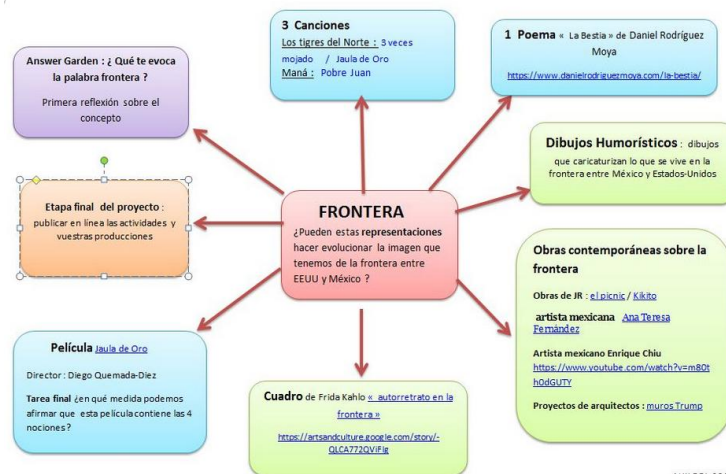 3 Canciones
Los tigres del Norte : 3 veces
mojado / Jaula de Oro
Maná : Pobre Juan
1 Poema « La Bestia » de Daniel Rodríguez
Moya
https://www.danielrodriguezmoya.com/la-bestia/
Answer Garden : ¿ Qué te evoca
la palabra frontera ?
Primera reflexión sobre el
concepto
Dibujos Humorísticos : dibujos
que caricaturizan lo que se vive en la
frontera entre México y Estados-Unidos
Etapa final del proyecto :
publicar en línea las actividades y
vuestras producciones
FRONTERA
¿Pueden estas representaciones
hacer evolucionar la imagen que
tenemos de la frontera entre
EEUU y México ?
Obras contemporáneas sobre la
frontera
Obras de JR : el picnic / Kikito
artista mexicana Ana Teresa
Fernández
Artista mexicano Enrique Chiu
https://www.youtube.com/watch?v=m80t
hOdGUTY
Proyectos de arquitectos : muros Trump
Película Jaula de Oro
Director : Diego Quemada-Diez
Tarea final ¿en qué medida podemos
afirmar que esta película contiene las 4
nociones ?
Cuadro de Frida Kahlo « autorretrato en la
frontera »
https://artsandculture.google.com/story/-
QLCA772QViFig